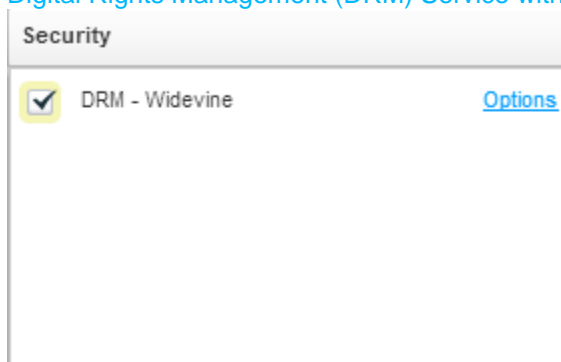 Digital Rights Management (DRM) Service with
Security
DRM - Widevine Options